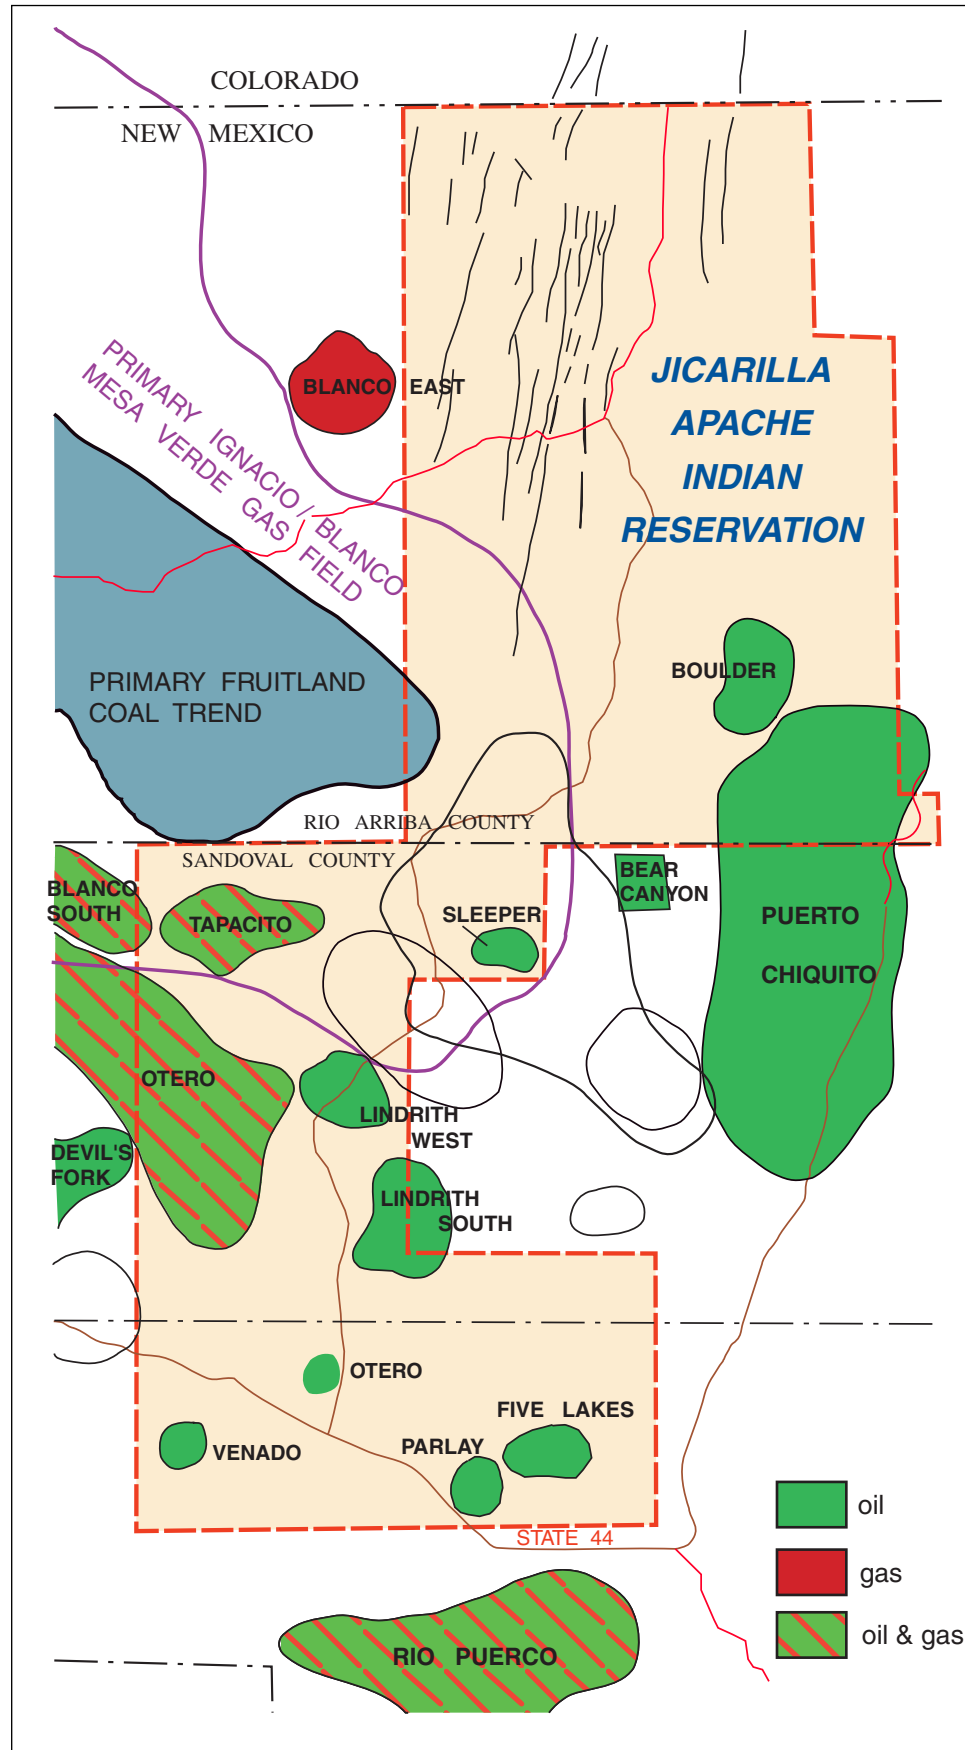 COLORADO
NEW MEXICO
PRIMARY IGNACIO / BLANCO
MESA VERDE GAS FIELD
BLANCO EAST
JICARILLA
APACHE
INDIAN
RESERVATION
BOULDER
PRIMARY FRUITLAND
COAL TREND
RIO ARRIBA COUNTY
SANDOVAL COUNTY
BLANCO
SOUTH
TAPACITO
SLEEPER
BEAR
CANYON
PUERTO
CHIQUITO
OTERO
LINDRITH
WEST
DEVIL'S
FORK
LINDRITH
SOUTH
OTERO
FIVE LAKES
VENADO
PARLAY
STATE 44
oil
gas
oil & gas
RIO PUERCO